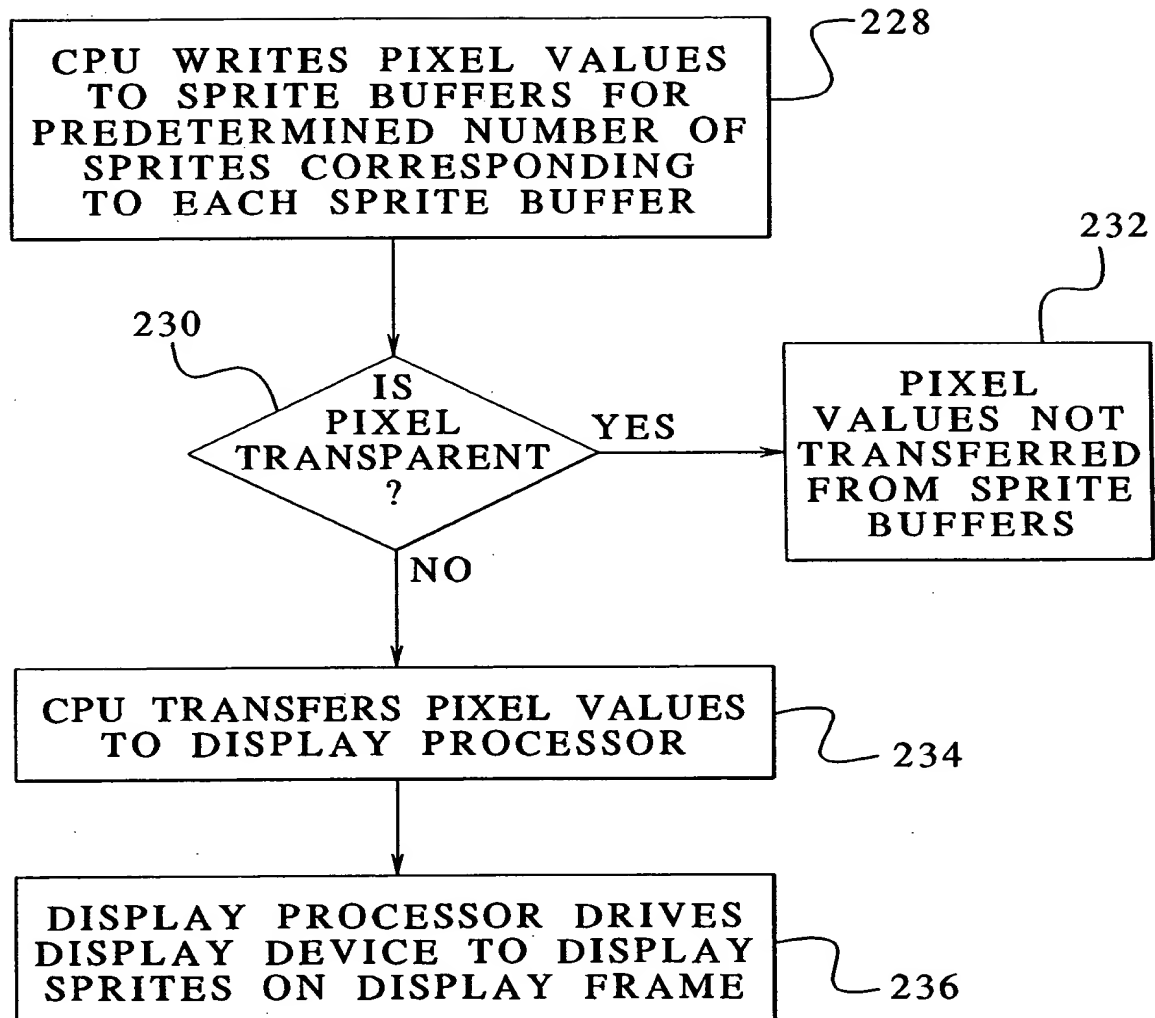 228
CPU WRITES PIXEL VALUES
TO SPRITE BUFFERS FOR
PREDETERMINED NUMBER OF
SPRITES CORRESPONDING
TO EACH SPRITE BUFFER
232
230
IS
PIXEL
TRANSPARENT
?
YES
PIXEL
VALUES NOT
TRANSFERRED
FROM SPRITE
BUFFERS
NO
CPU TRANSFERS PIXEL VALUES
TO DISPLAY PROCESSOR
234
DISPLAY PROCESSOR DRIVES
DISPLAY DEVICE TO DISPLAY
SPRITES ON DISPLAY FRAME
236